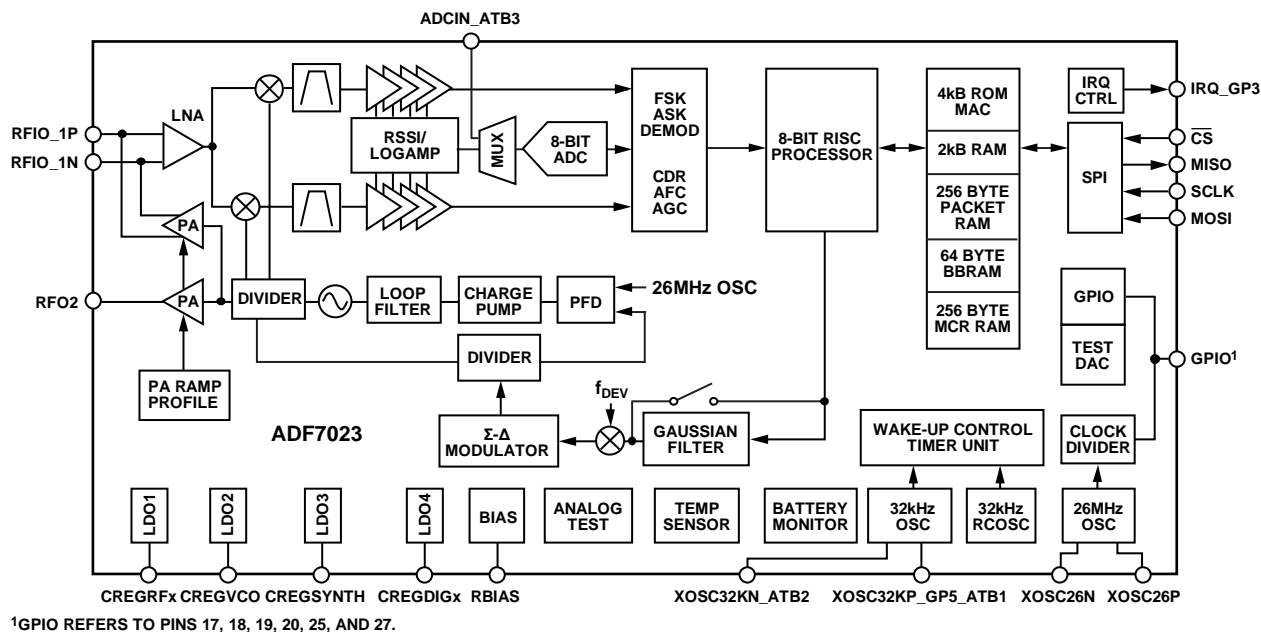 ADCIN_ATB3
LNA
RFIO_1P
RFIO_1N
PA
PA
RFO2
PA RAMP
PROFILE
RSSI/
LOGAMP
MUX
8-BIT
ADC
FSK
ASK
DEMOD
CDR
AFC
AGC
8-BIT RISC
PROCESSOR
4kB ROM
MAC
2kB RAM
256 BYTE
PACKET
RAM
64 BYTE
BBRAM
256 BYTE
MCR RAM
IRQ
CTRL
IRQ_GP3
SPI
CS
MISO
SCLK
MOSI
GPIO
TEST
DAC
GPIO1
DIVIDER
LOOP
FILTER
CHARGE
PUMP
PFD
26MHz OSC
DIVIDER
fDEV
Σ-Δ
MODULATOR
GAUSSIAN
FILTER
ADF7023
WAKE-UP CONTROL
TIMER UNIT
CLOCK
DIVIDER
LDO1
LDO2
LDO3
LDO4
BIAS
ANALOG
TEST
TEMP
SENSOR
BATTERY
MONITOR
32kHz
OSC
32kHz
RCOSC
26MHz
OSC
CREGRFx
CREGVCO
CREGSYNTH
CREGDIGx
RBIAS
XOSC32KN_ATB2
XOSC32KP_GP5_ATB1
XOSC26N
XOSC26P
1GPIO REFERS TO PINS 17, 18, 19, 20, 25, AND 27.